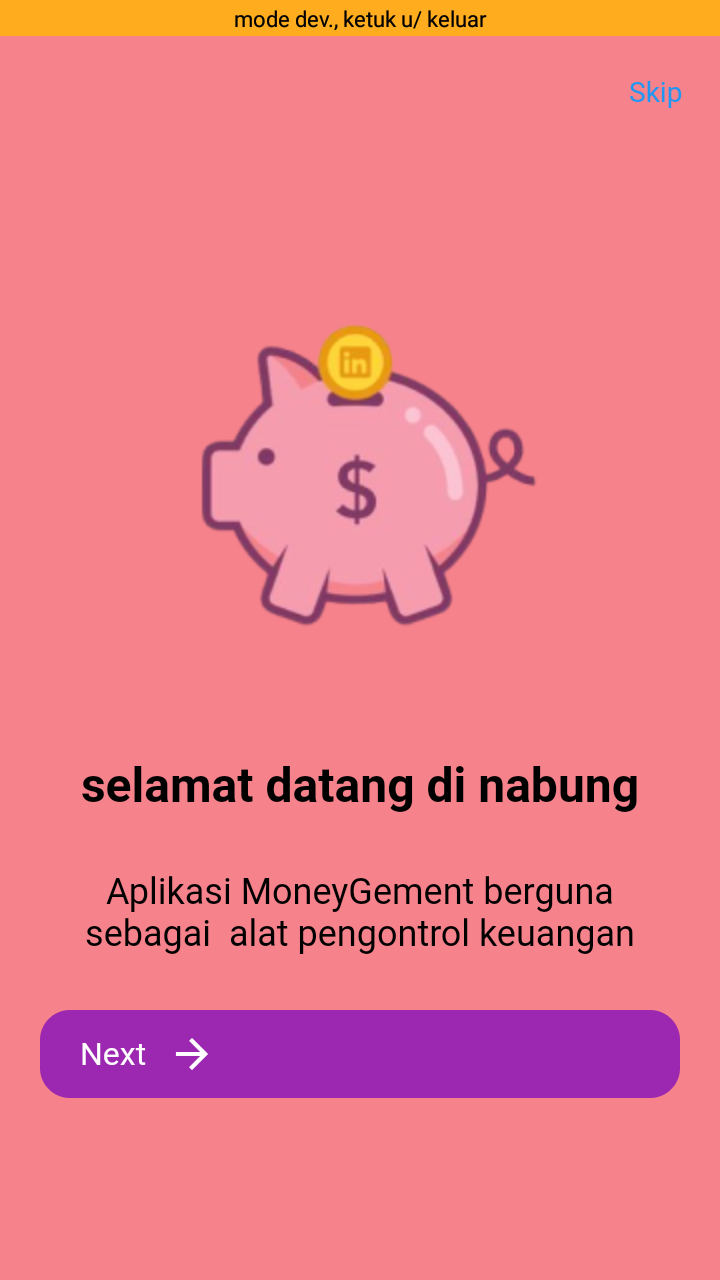 mode dev., ketuk u/ keluar
Skip
in
$
selamat datang di nabung
Aplikasi MoneyGement berguna
sebagai  alat pengontrol keuangan
Next